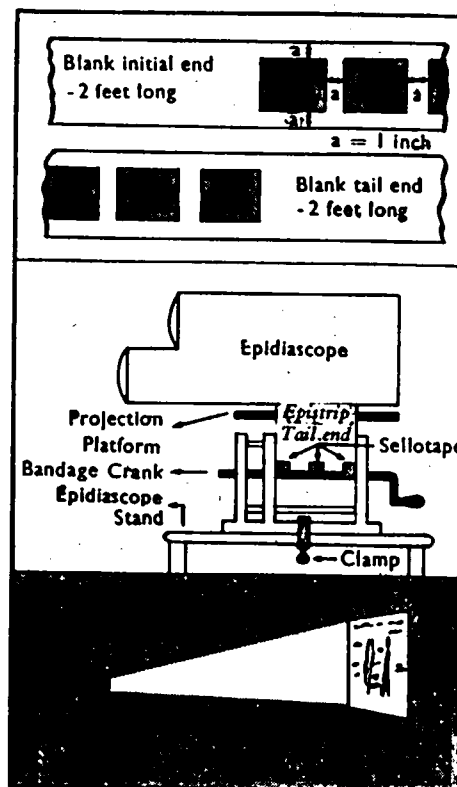 Blank initial end
- 2 feet long
a
a
a
a
a = 1 inch
Blank tail end
- 2 feet long
Epidiascope
Projection
Platform
Epistrip
Tail end
Sellotape
Bandage Crank
Epidiascope
Stand
Clamp